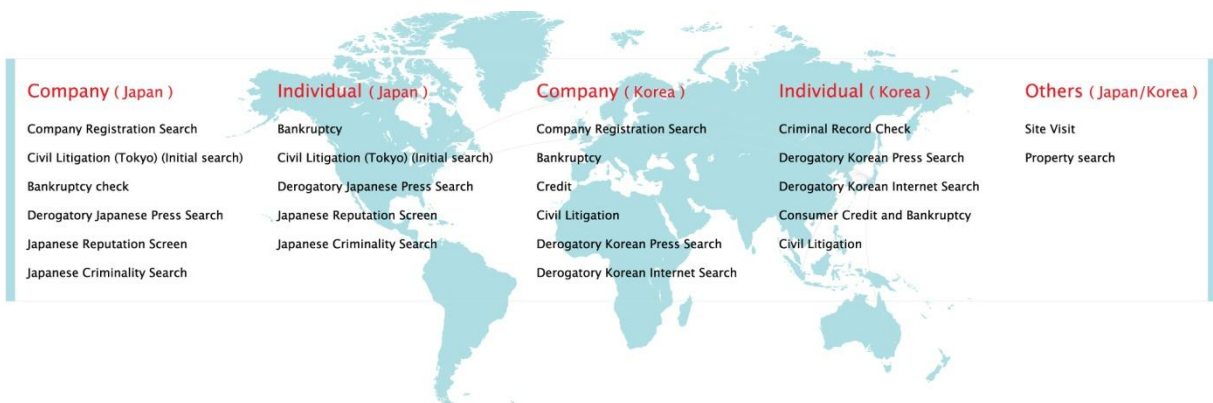 Company ( Japan )
Company Registration Search
Civil Litigation (Tokyo) (Initial search)
Bankruptcy check
Derogatory Japanese Press Search
Japanese Reputation Screen
Japanese Criminality Search
Individual ( Japan )
Bankruptcy
Civil Litigation (Tokyo) (Initial search)
Derogatory Japanese Press Search
Japanese Reputation Screen
Japanese Criminality Search
Company ( Korea )
Company Registration Search
Bankruptcy
Credit
Civil Litigation
Derogatory Korean Press Search
Derogatory Korean Internet Search
Individual ( Korea )
Criminal Record Check
Derogatory Korean Press Search
Derogatory Korean Internet Search
Consumer Credit and Bankruptcy
Civil Litigation
Others ( Japan/Korea )
Site Visit
Property search